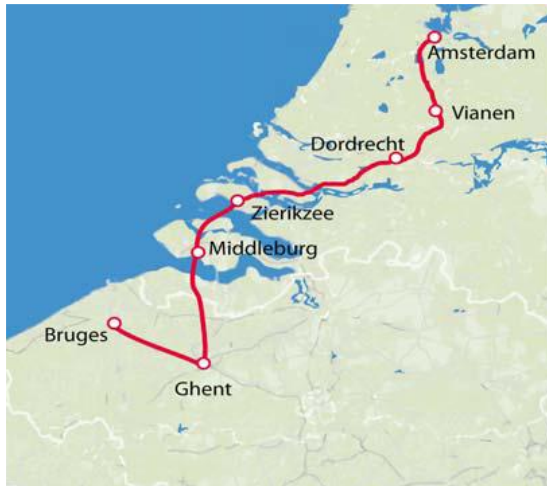 Amsterdam
Vianen
Dordrecht
Zierikzee
Middleburg
Bruges
Ghent